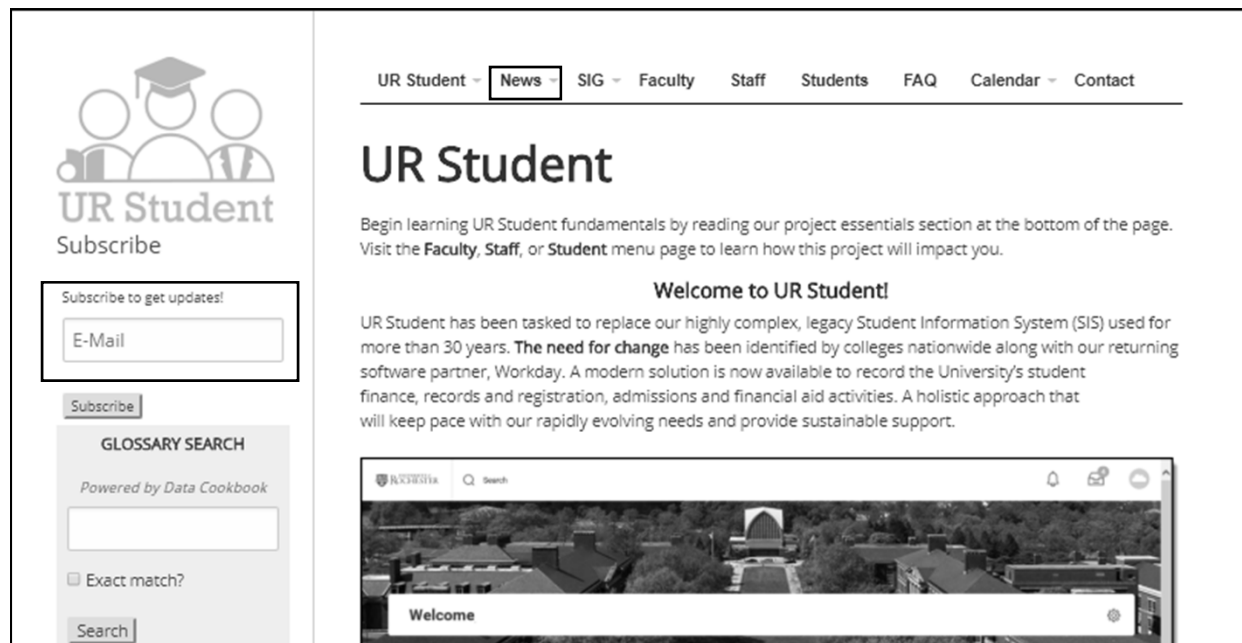 UR Student
Subscribe
Subscribe to get updates!
E-Mail
Subscribe
GLOSSARY SEARCH
Powered by Data Cookbook
Exact match?
Search
UR Student News SIG Faculty Staff Students FAQ Calendar Contact
UR Student
Begin learning UR Student fundamentals by reading our project essentials section at the bottom of the page.
Visit the Faculty, Staff, or Student menu page to learn how this project will impact you.
Welcome to UR Student!
UR Student has been tasked to replace our highly complex, legacy Student Information System (SIS) used for
more than 30 years. The need for change has been identified by colleges nationwide along with our returning
software partner, Workday. A modern solution is now available to record the University's student
finance, records and registration, admissions and financial aid activities. A holistic approach that
will keep pace with our rapidly evolving needs and provide sustainable support.
ROCHESTER Search
Welcome